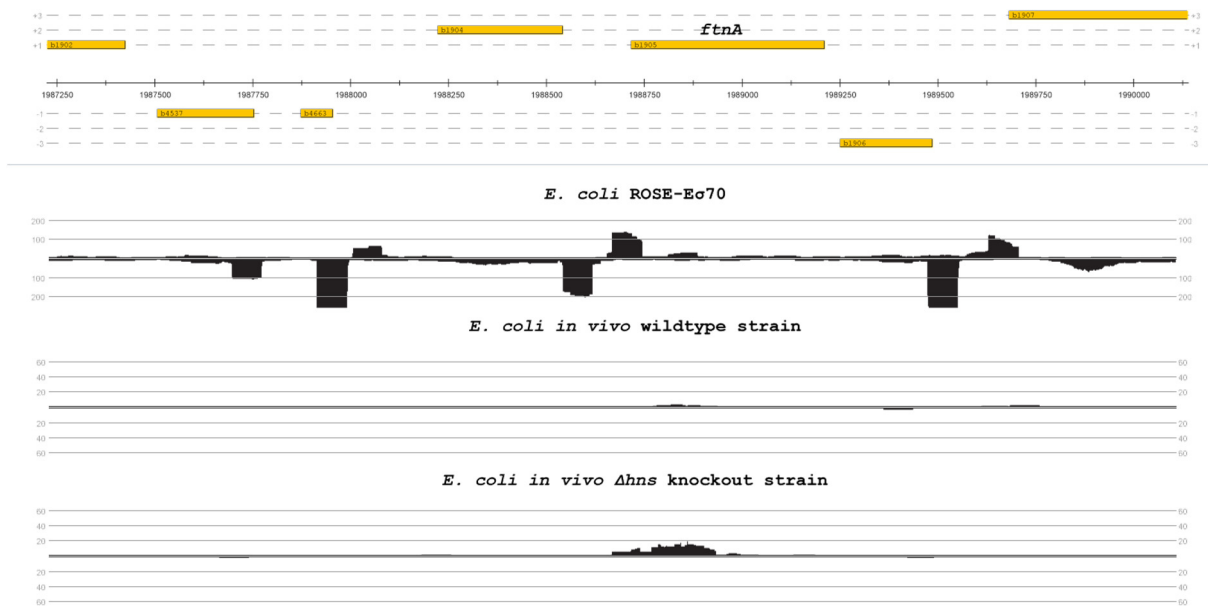 +3 b1907 +3
+2 b1904 ftnA +2
+1 b1902 b1905 +1
1987250 1987500 1987750 1988000 1988250 1988500 1988750 1989000 1989250 1989500 1989750 1990000
-1 b4537 b4663 -1
-2 -2
-3 b1906 -3
E. coli ROSE-Eσ70
200 200
100 100
100 100
200 200
E. coli in vivo wildtype strain
60 60
40 40
20 20
20 20
40 40
60 60
E. coli in vivo Δhns knockout strain
60 60
40 40
20 20
20 20
40 40
60 60